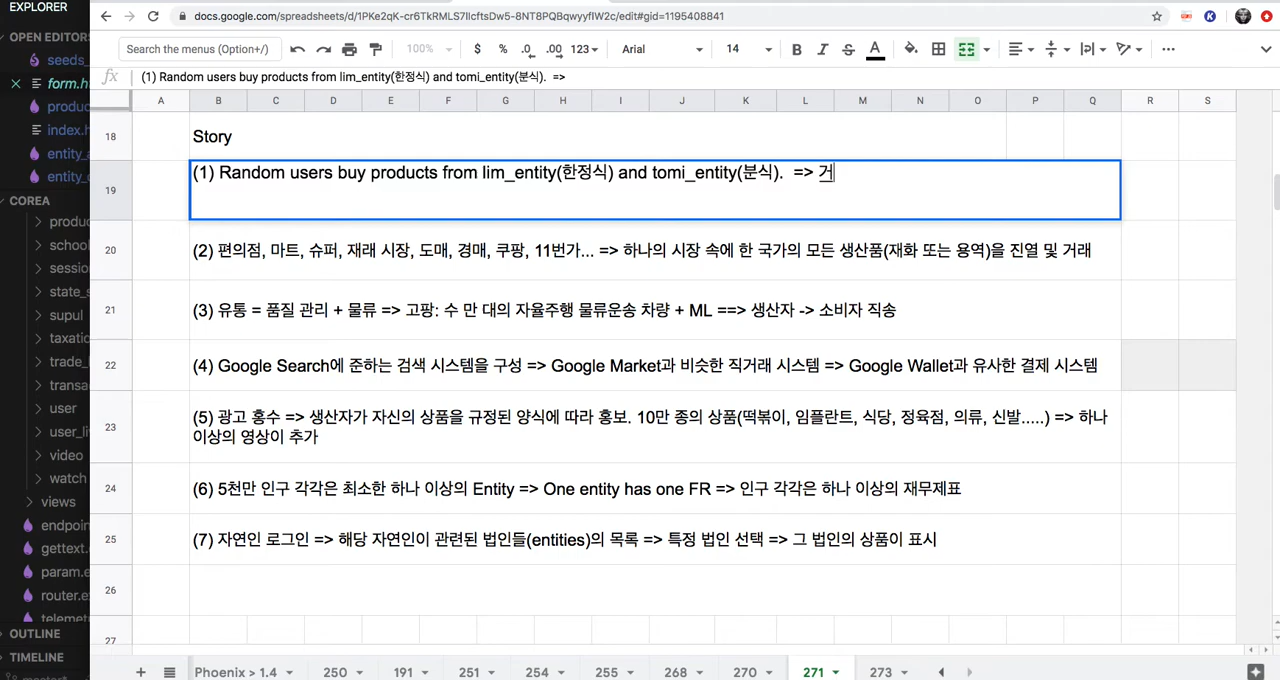 EXPLORER
docs.google.com/spreadsheets/d/1PKe2qK-cr6TkRMLS7IlcftsDw5-8NT8PQBqwyyfIW2c/edit#gid=1195408841
OPEN EDITORS
Search the menus (Option+/)
100%
$ % .0 .00 123
Arial
14
B I S A
seeds_
form.h
fx
(1) Random users buy products from lim_entity(한정식) and tomi_entity(분식). =>
produc
A B C D E F G H I J K L M N O P Q R S
index.h
18 Story
entity_a
19 (1) Random users buy products from lim_entity(한정식) and tomi_entity(분식). => 거
entity_c
COREA
produc
20 (2) 편의점, 마트, 슈퍼, 재래 시장, 도매, 경매, 쿠팡, 11번가... => 하나의 시장 속에 한 국가의 모든 생산품(재화 또는 용역)을 진열 및 거래
school
sessio
state_s
21 (3) 유통 = 품질 관리 + 물류 => 고팡: 수 만 대의 자율주행 물류운송 차량 + ML ==> 생산자 -> 소비자 직송
supul
taxatio
trade_
22 (4) Google Search에 준하는 검색 시스템을 구성 => Google Market과 비슷한 직거래 시스템 => Google Wallet과 유사한 결제 시스템
transa
user
23 (5) 광고 홍수 => 생산자가 자신의 상품을 규정된 양식에 따라 홍보. 10만 종의 상품(떡볶이, 임플란트, 식당, 정육점, 의류, 신발.....) => 하나
이상의 영상이 추가
user_li
video
watch
24 (6) 5천만 인구 각각은 최소한 하나 이상의 Entity => One entity has one FR => 인구 각각은 하나 이상의 재무제표
views
endpoin
25 (7) 자연인 로그인 => 해당 자연인이 관련된 법인들(entities)의 목록 => 특정 법인 선택 => 그 법인의 상품이 표시
gettext.
param.e
26
router.ex
telemet
OUTLINE
27
TIMELINE
Phoenix > 1.4 250 191 251 254 255 268 270 271 273